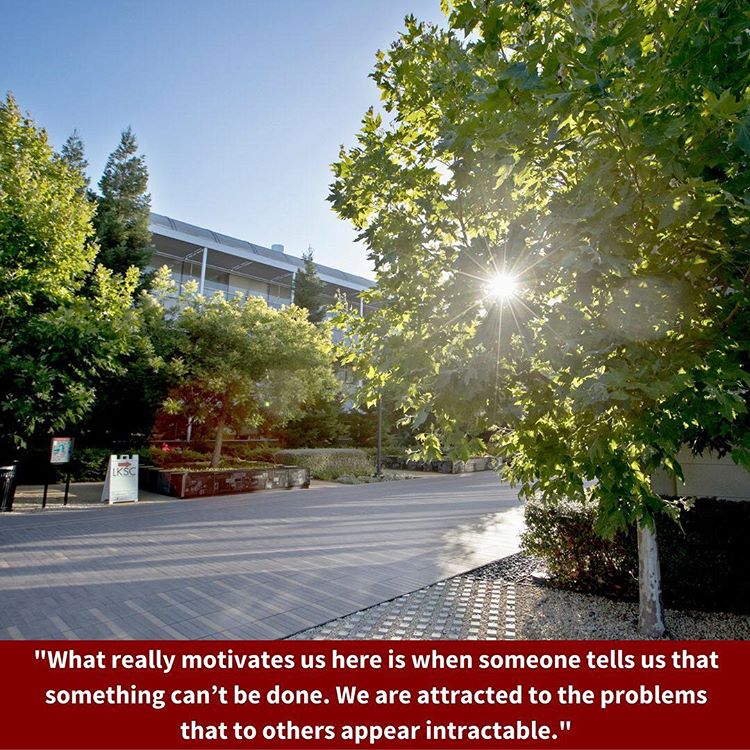 LKSC
"What really motivates us here is when someone tells us that
something can’t be done. We are attracted to the problems
that to others appear intractable."